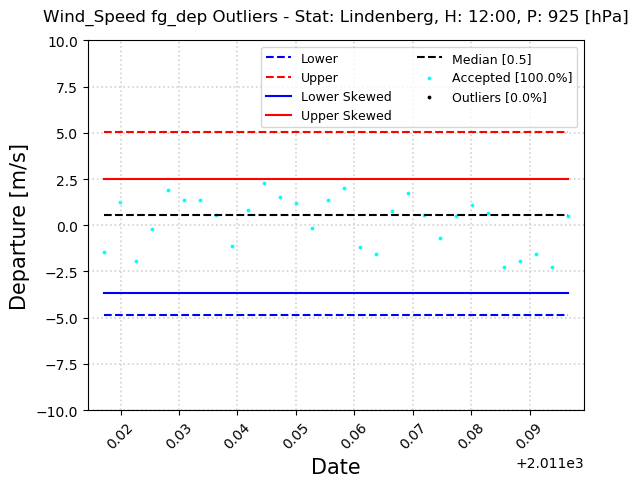 Wind_Speed fg_dep Outliers - Stat: Lindenberg, H: 12:00, P: 925 [hPa]
Departure [m/s]
10.0
7.5
5.0
2.5
0.0
−2.5
−5.0
−7.5
−10.0
Lower
Upper
Lower Skewed
Upper Skewed
Median [0.5]
Accepted [100.0%]
Outliers [0.0%]
0.02
0.03
0.04
0.05
0.06
0.07
0.08
0.09
+2.011e3
Date